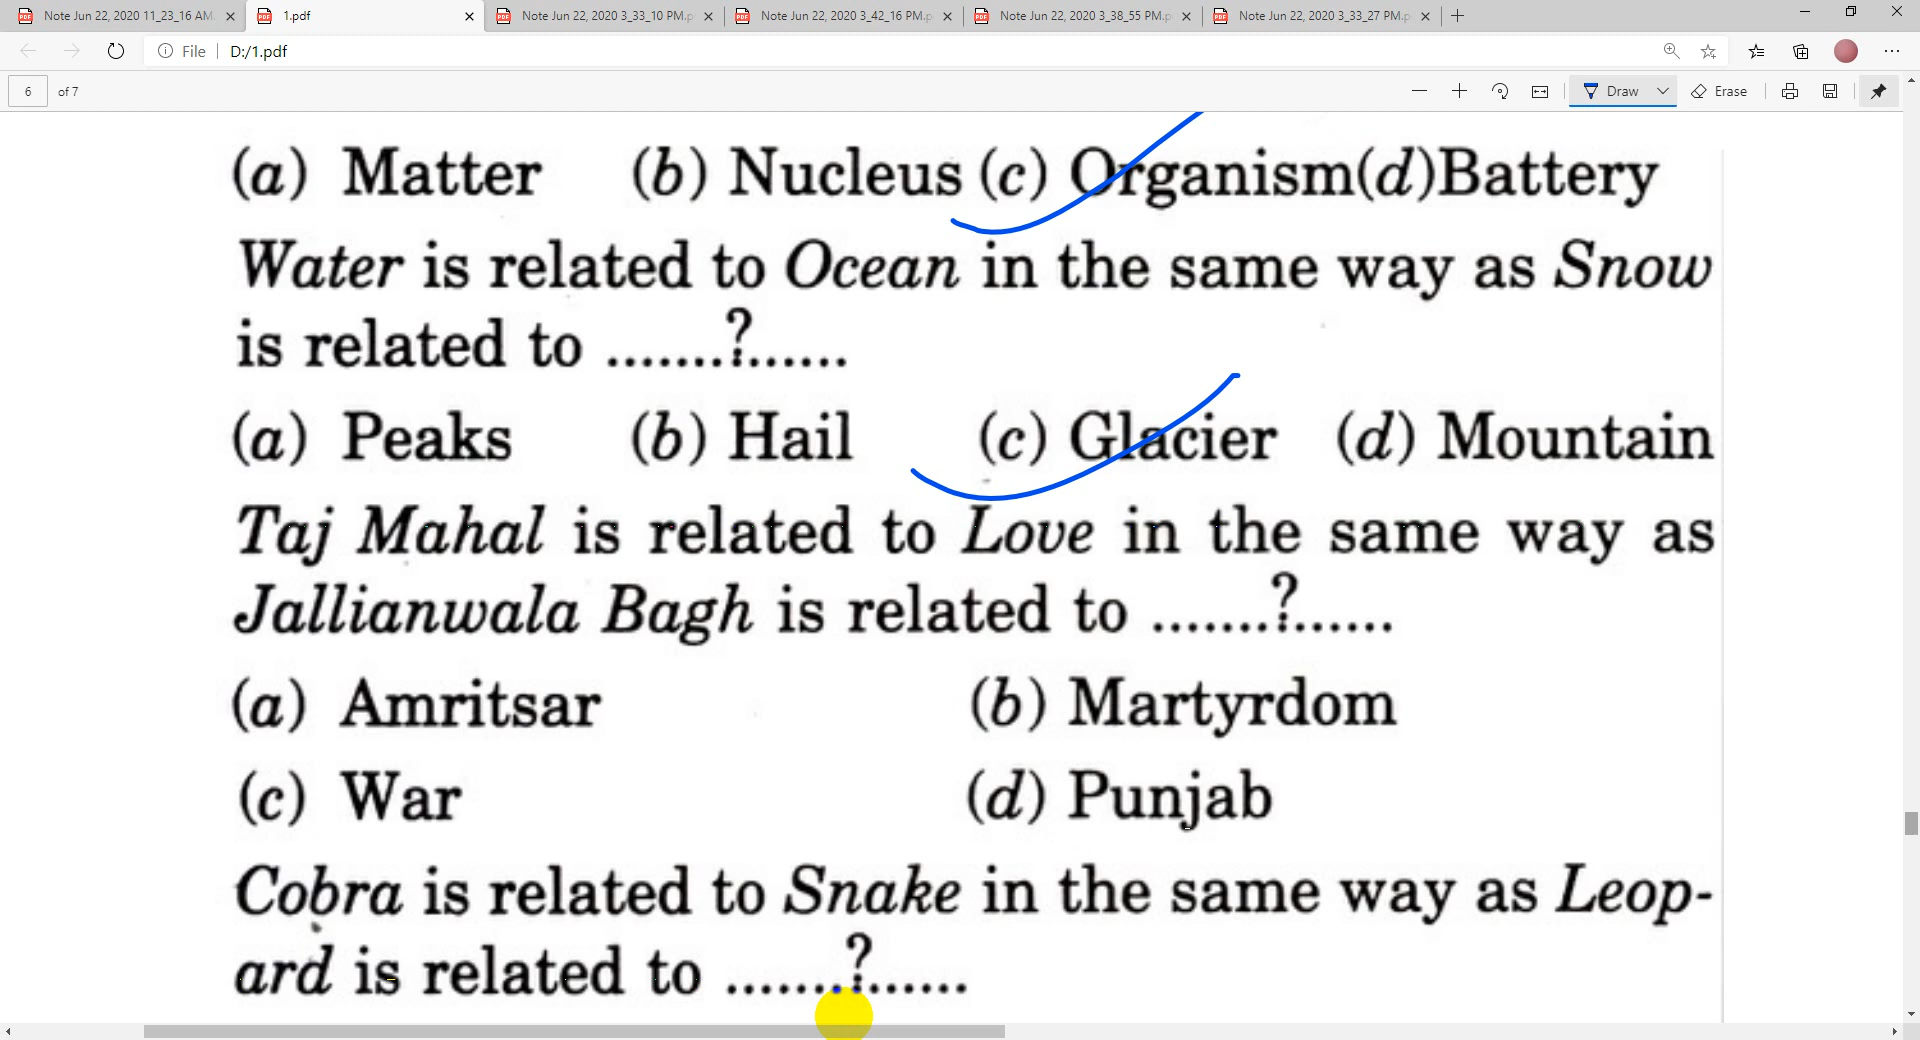 Note Jun 22, 2020 11_23_16 AM.
1.pdf
Note Jun 22, 2020 3_33_10 PM.p
Note Jun 22, 2020 3_42_16 PM.p
Note Jun 22, 2020 3_38_55 PM.p
Note Jun 22, 2020 3_33_27 PM.p
File D:/1.pdf
6 of 7
Draw Erase
(a) Matter (b) Nucleus (c) Organism (d) Battery
Water is related to Ocean in the same way as Snow
is related to .......?......
(a) Peaks (b) Hail (c) Glacier (d) Mountain
Taj Mahal is related to Love in the same way as
Jallianwala Bagh is related to .......?......
(a) Amritsar (b) Martyrdom
(c) War (d) Punjab
Cobra is related to Snake in the same way as Leop-
ard is related to .......?......